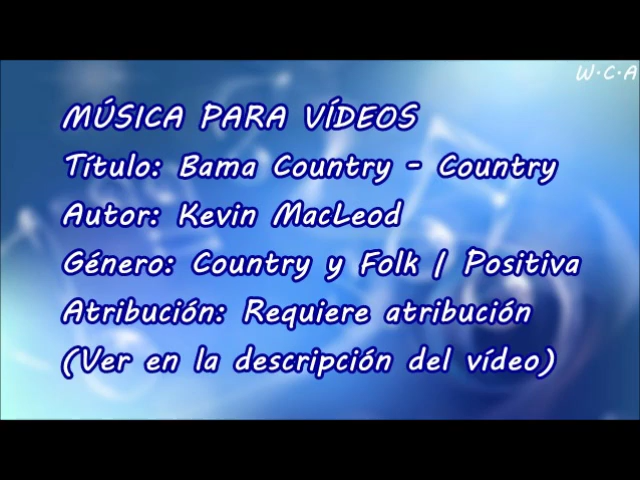 W·C·A
MÚSICA PARA VÍDEOS
Título: Bama Country - Country
Autor: Kevin MacLeod
Género: Country y Folk | Positiva
Atribución: Requiere atribución
(Ver en la descripción del vídeo)